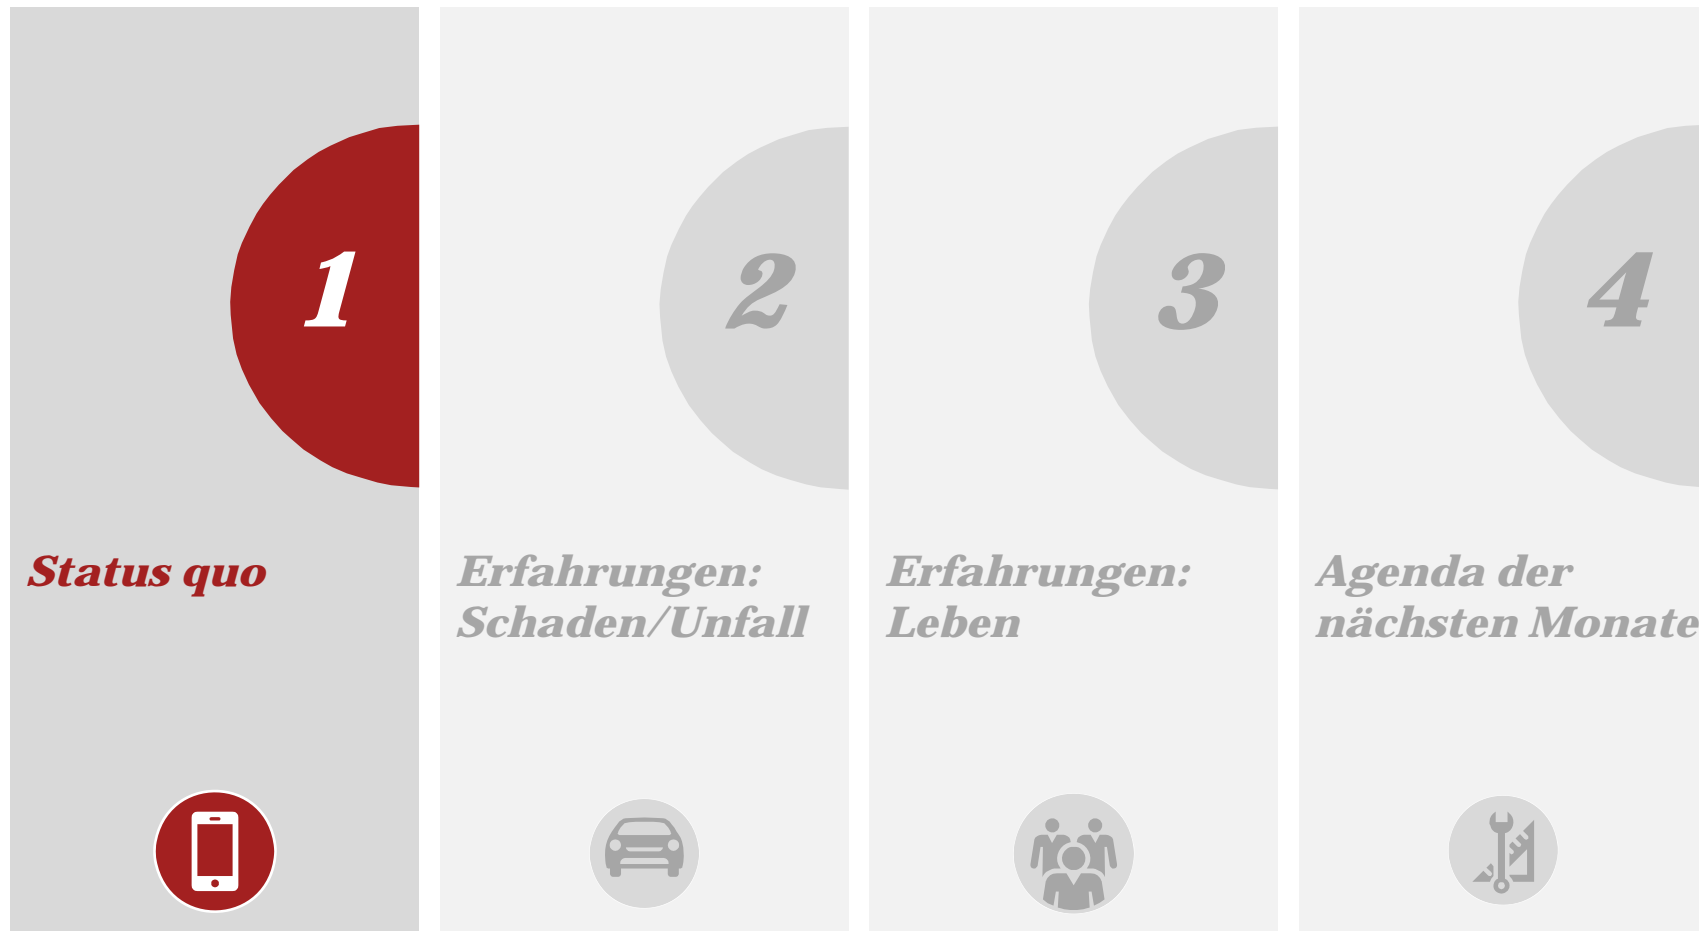 1
Status quo
2
Erfahrungen:
Schaden/Unfall
3
Erfahrungen:
Leben
4
Agenda der
nächsten Monate